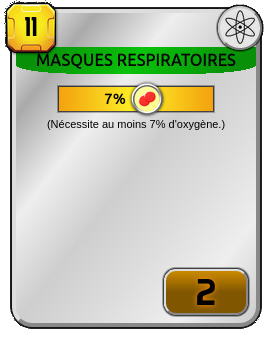 11
MASQUES RESPIRATOIRES
7%
(Nécessite au moins 7% d'oxygène.)
2